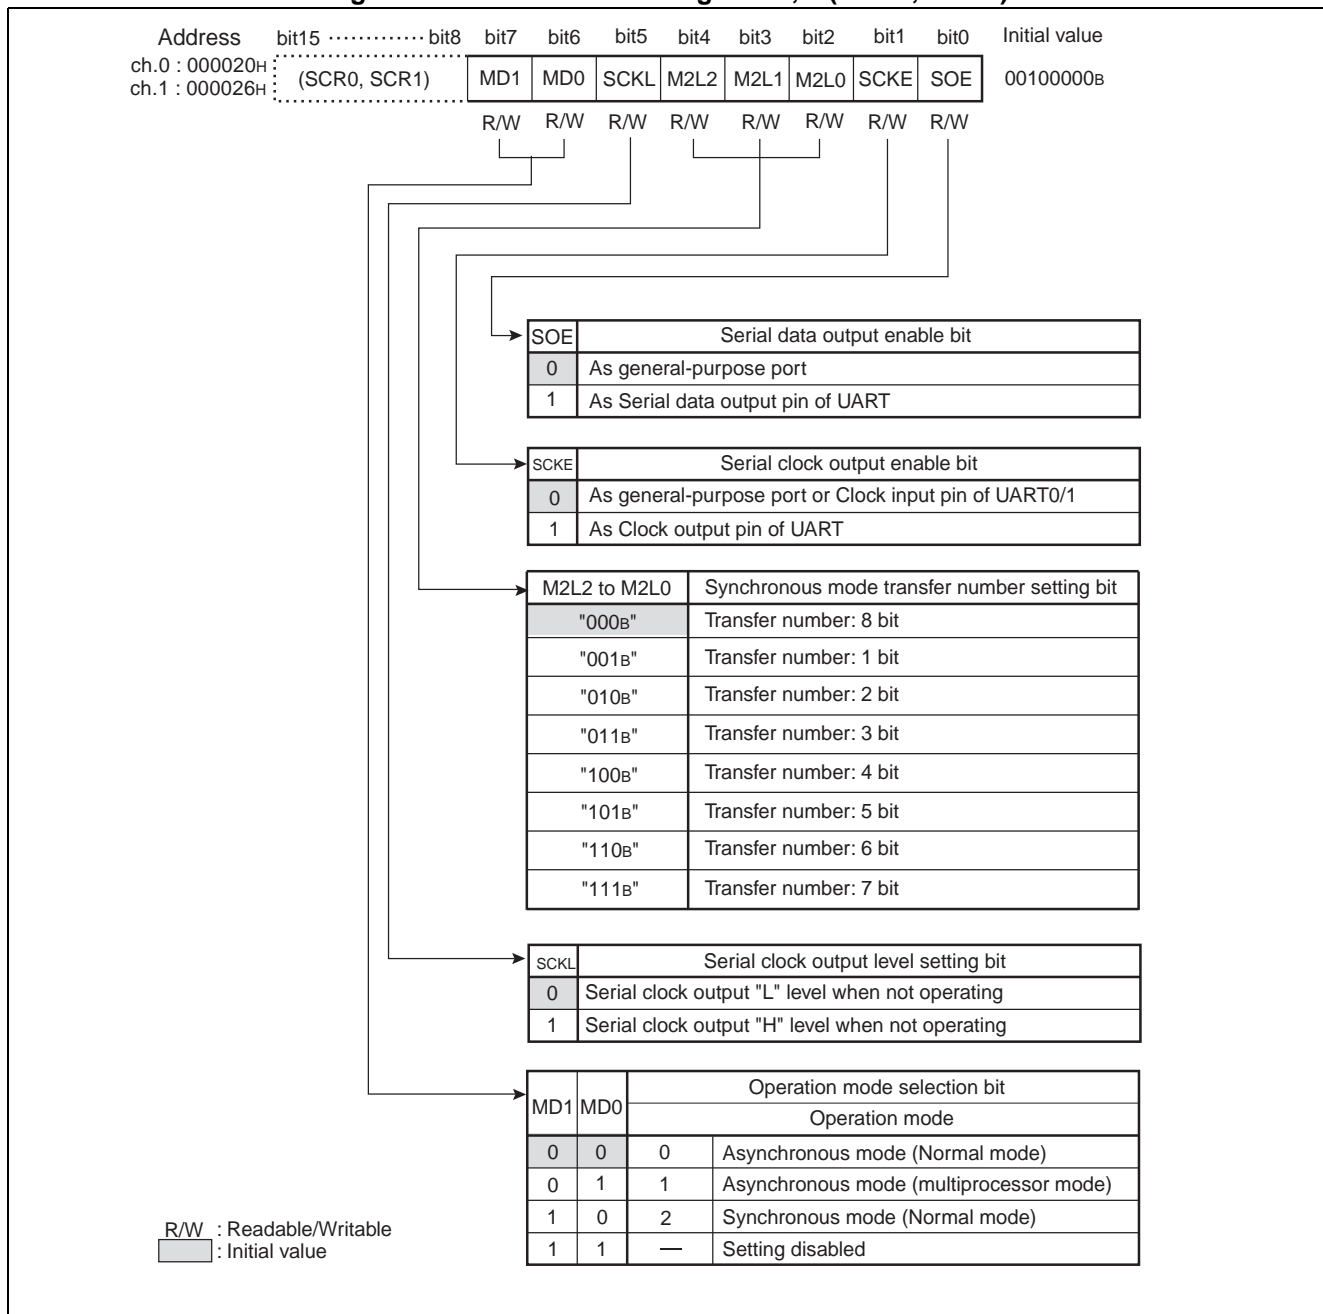 Address bit15 ············· bit8 bit7 bit6 bit5 bit4 bit3 bit2 bit1 bit0 Initial value
ch.0 : 000020H
ch.1 : 000026H
(SCR0, SCR1) MD1 MD0 SCKL M2L2 M2L1 M2L0 SCKE SOE 00100000B
R/W R/W R/W R/W R/W R/W R/W R/W
SOE Serial data output enable bit
0 As general-purpose port
1 As Serial data output pin of UART
SCKE Serial clock output enable bit
0 As general-purpose port or Clock input pin of UART0/1
1 As Clock output pin of UART
M2L2 to M2L0 Synchronous mode transfer number setting bit
"000B" Transfer number: 8 bit
"001B" Transfer number: 1 bit
"010B" Transfer number: 2 bit
"011B" Transfer number: 3 bit
"100B" Transfer number: 4 bit
"101B" Transfer number: 5 bit
"110B" Transfer number: 6 bit
"111B" Transfer number: 7 bit
SCKL Serial clock output level setting bit
0 Serial clock output "L" level when not operating
1 Serial clock output "H" level when not operating
MD1 MD0 Operation mode selection bit
Operation mode
0 0 0 Asynchronous mode (Normal mode)
0 1 1 Asynchronous mode (multiprocessor mode)
1 0 2 Synchronous mode (Normal mode)
1 1 — Setting disabled
R/W : Readable/Writable
: Initial value